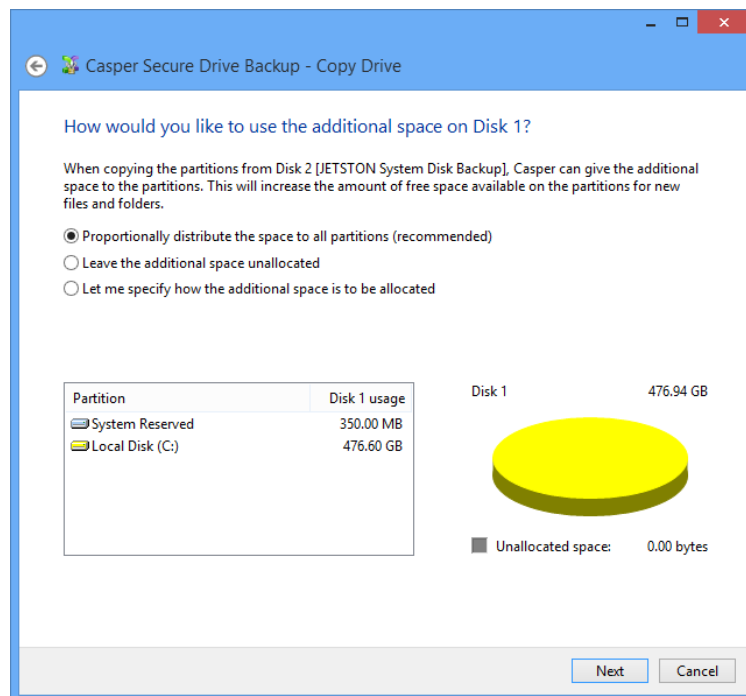 Casper Secure Drive Backup - Copy Drive
How would you like to use the additional space on Disk 1?
When copying the partitions from Disk 2 [JETSTON System Disk Backup], Casper can give the additional
space to the partitions. This will increase the amount of free space available on the partitions for new
files and folders.
Proportionally distribute the space to all partitions (recommended)
Leave the additional space unallocated
Let me specify how the additional space is to be allocated
Partition Disk 1 usage
System Reserved 350.00 MB
Local Disk (C:) 476.60 GB
Disk 1 476.94 GB
Unallocated space: 0.00 bytes
Next Cancel